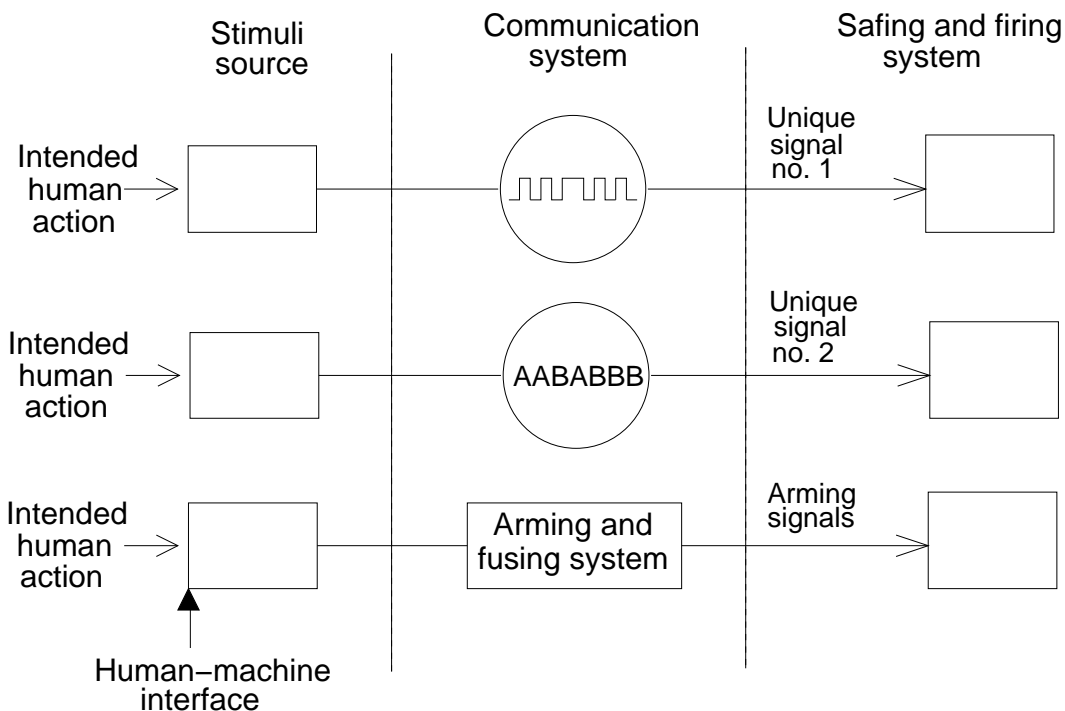 Stimuli
source
Communication
system
Safing and firing
system
Intended
human
action
Unique
signal
no. 1
Intended
human
action
AABABBB
Unique
signal
no. 2
Intended
human
action
Arming and
fusing system
Arming
signals
Human−machine
interface